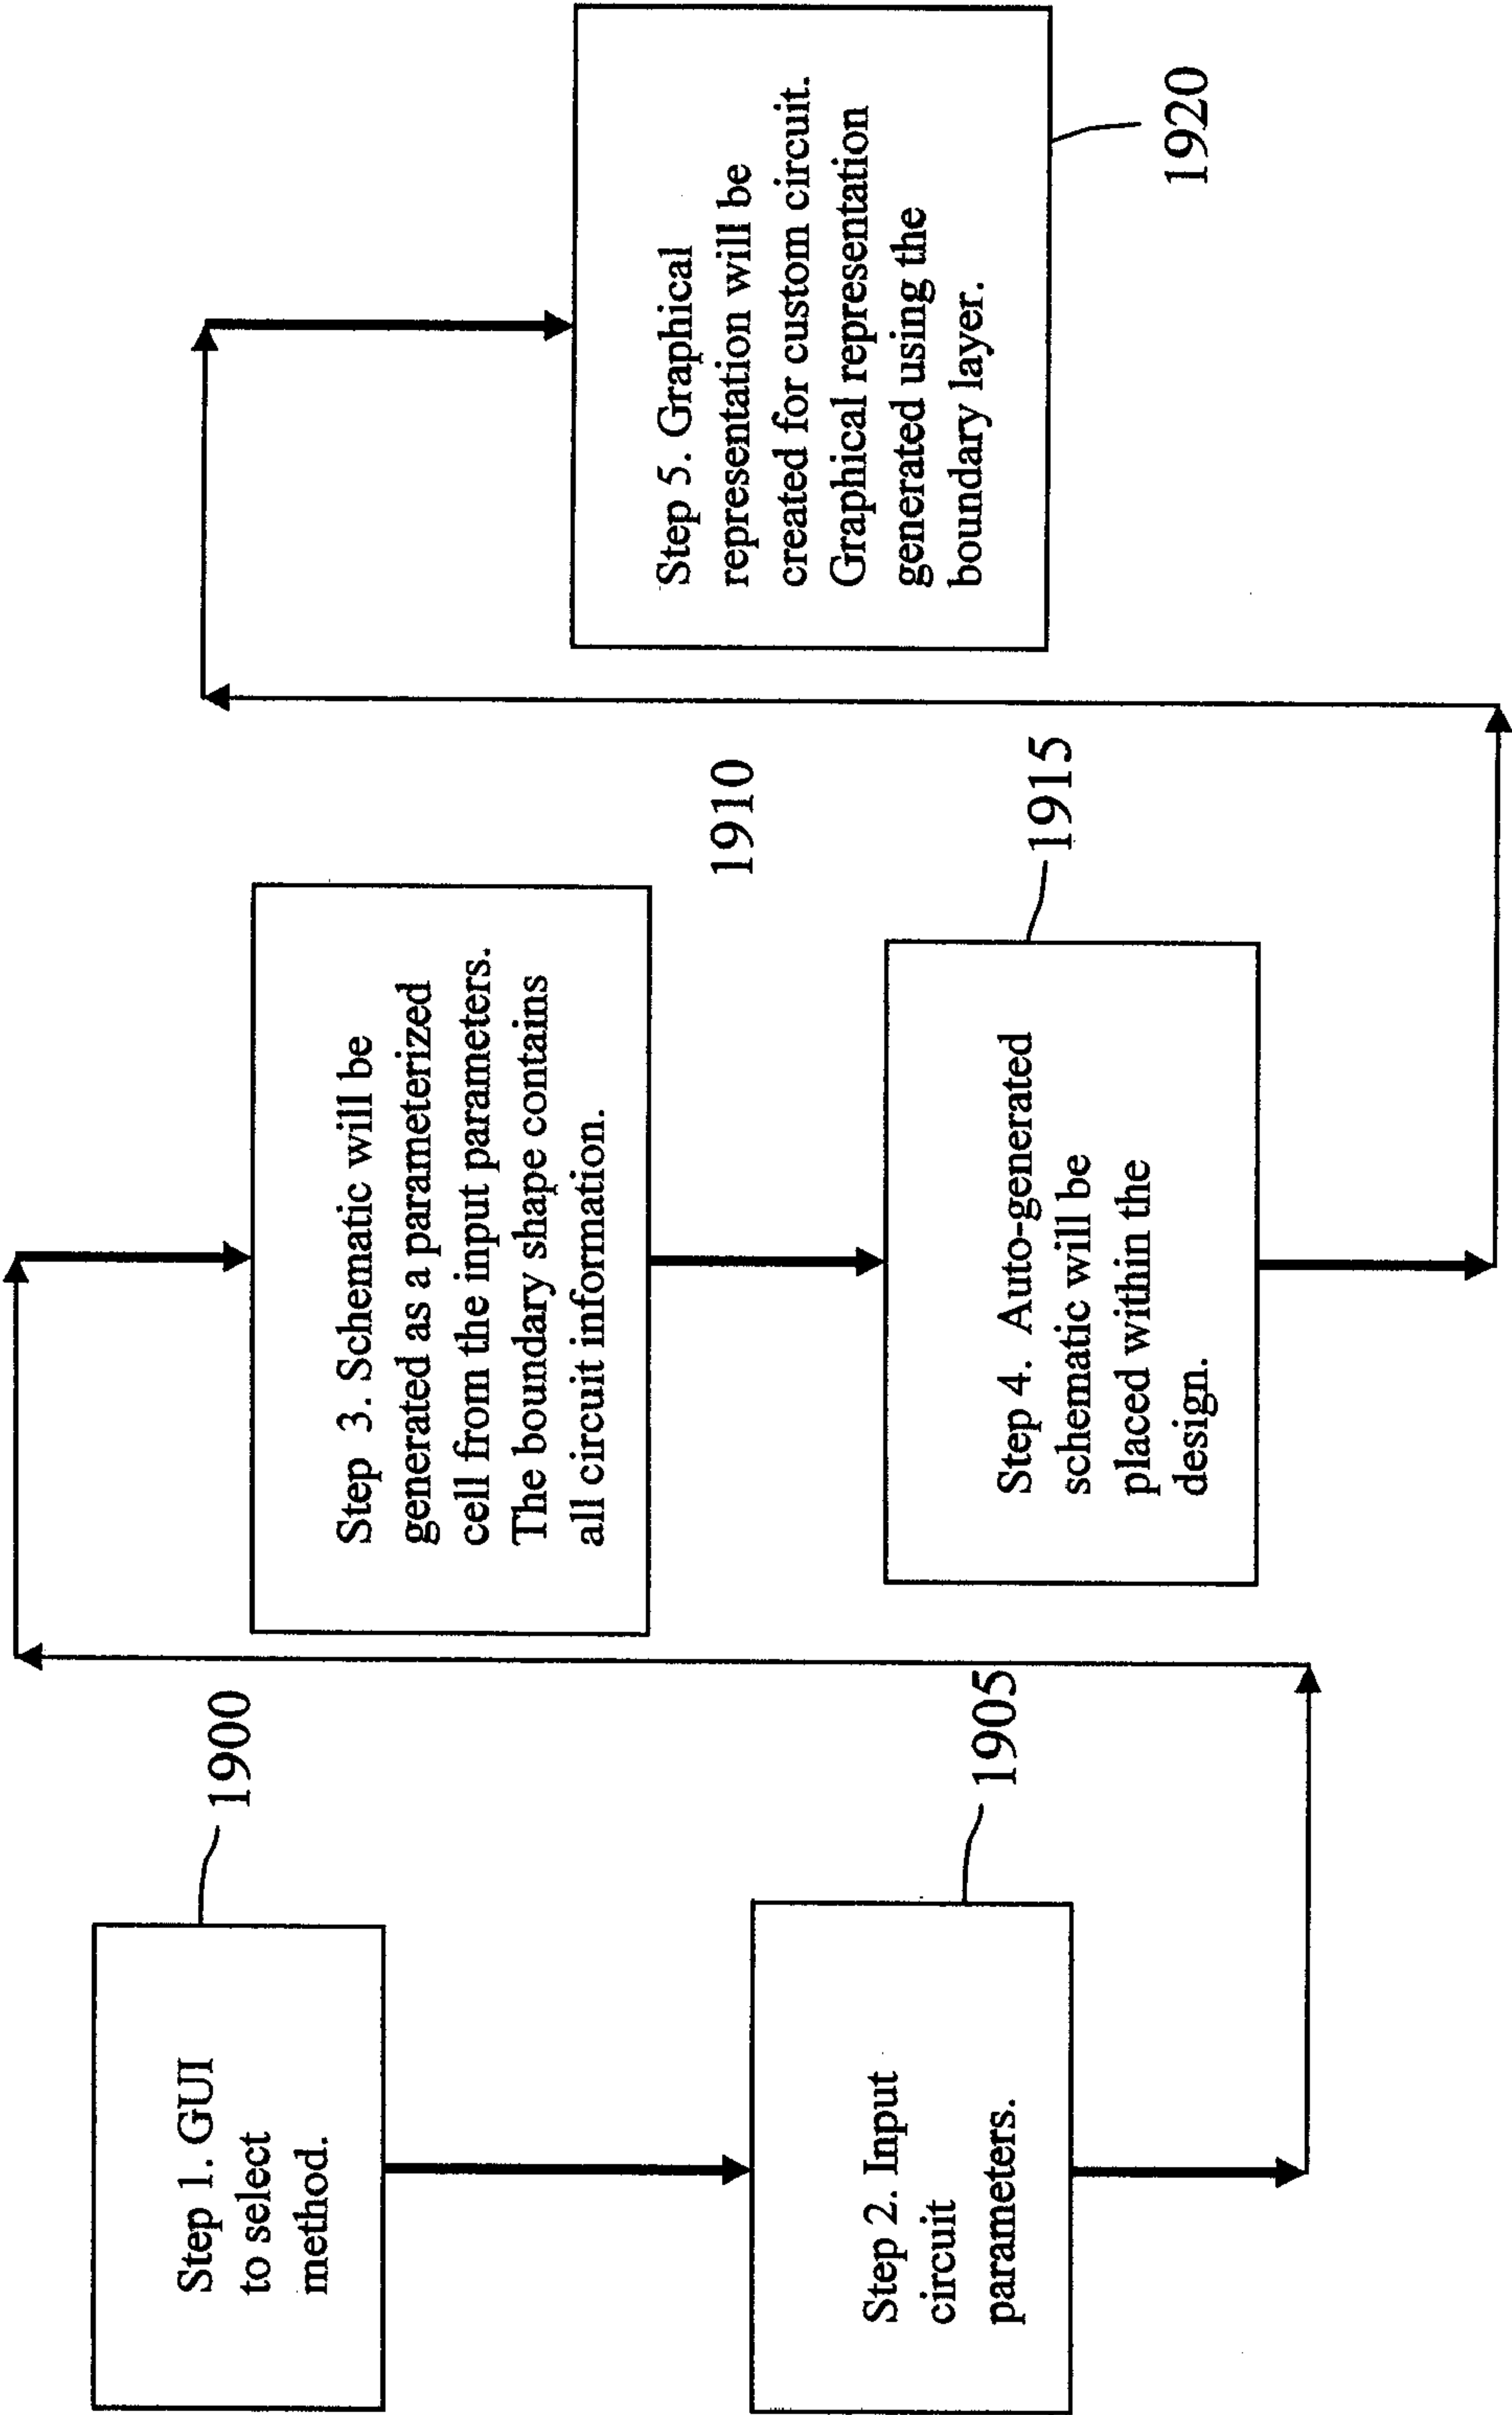 Step 1. GUI
to select
method.
1900
Step 2. Input
circuit
parameters.
1905
Step 3. Schematic will be
generated as a parameterized
cell from the input parameters.
The boundary shape contains
all circuit information.
1910
Step 4. Auto-generated
schematic will be
placed within the
design.
1915
Step 5. Graphical
representation will be
created for custom circuit.
Graphical representation
generated using the
boundary layer.
1920